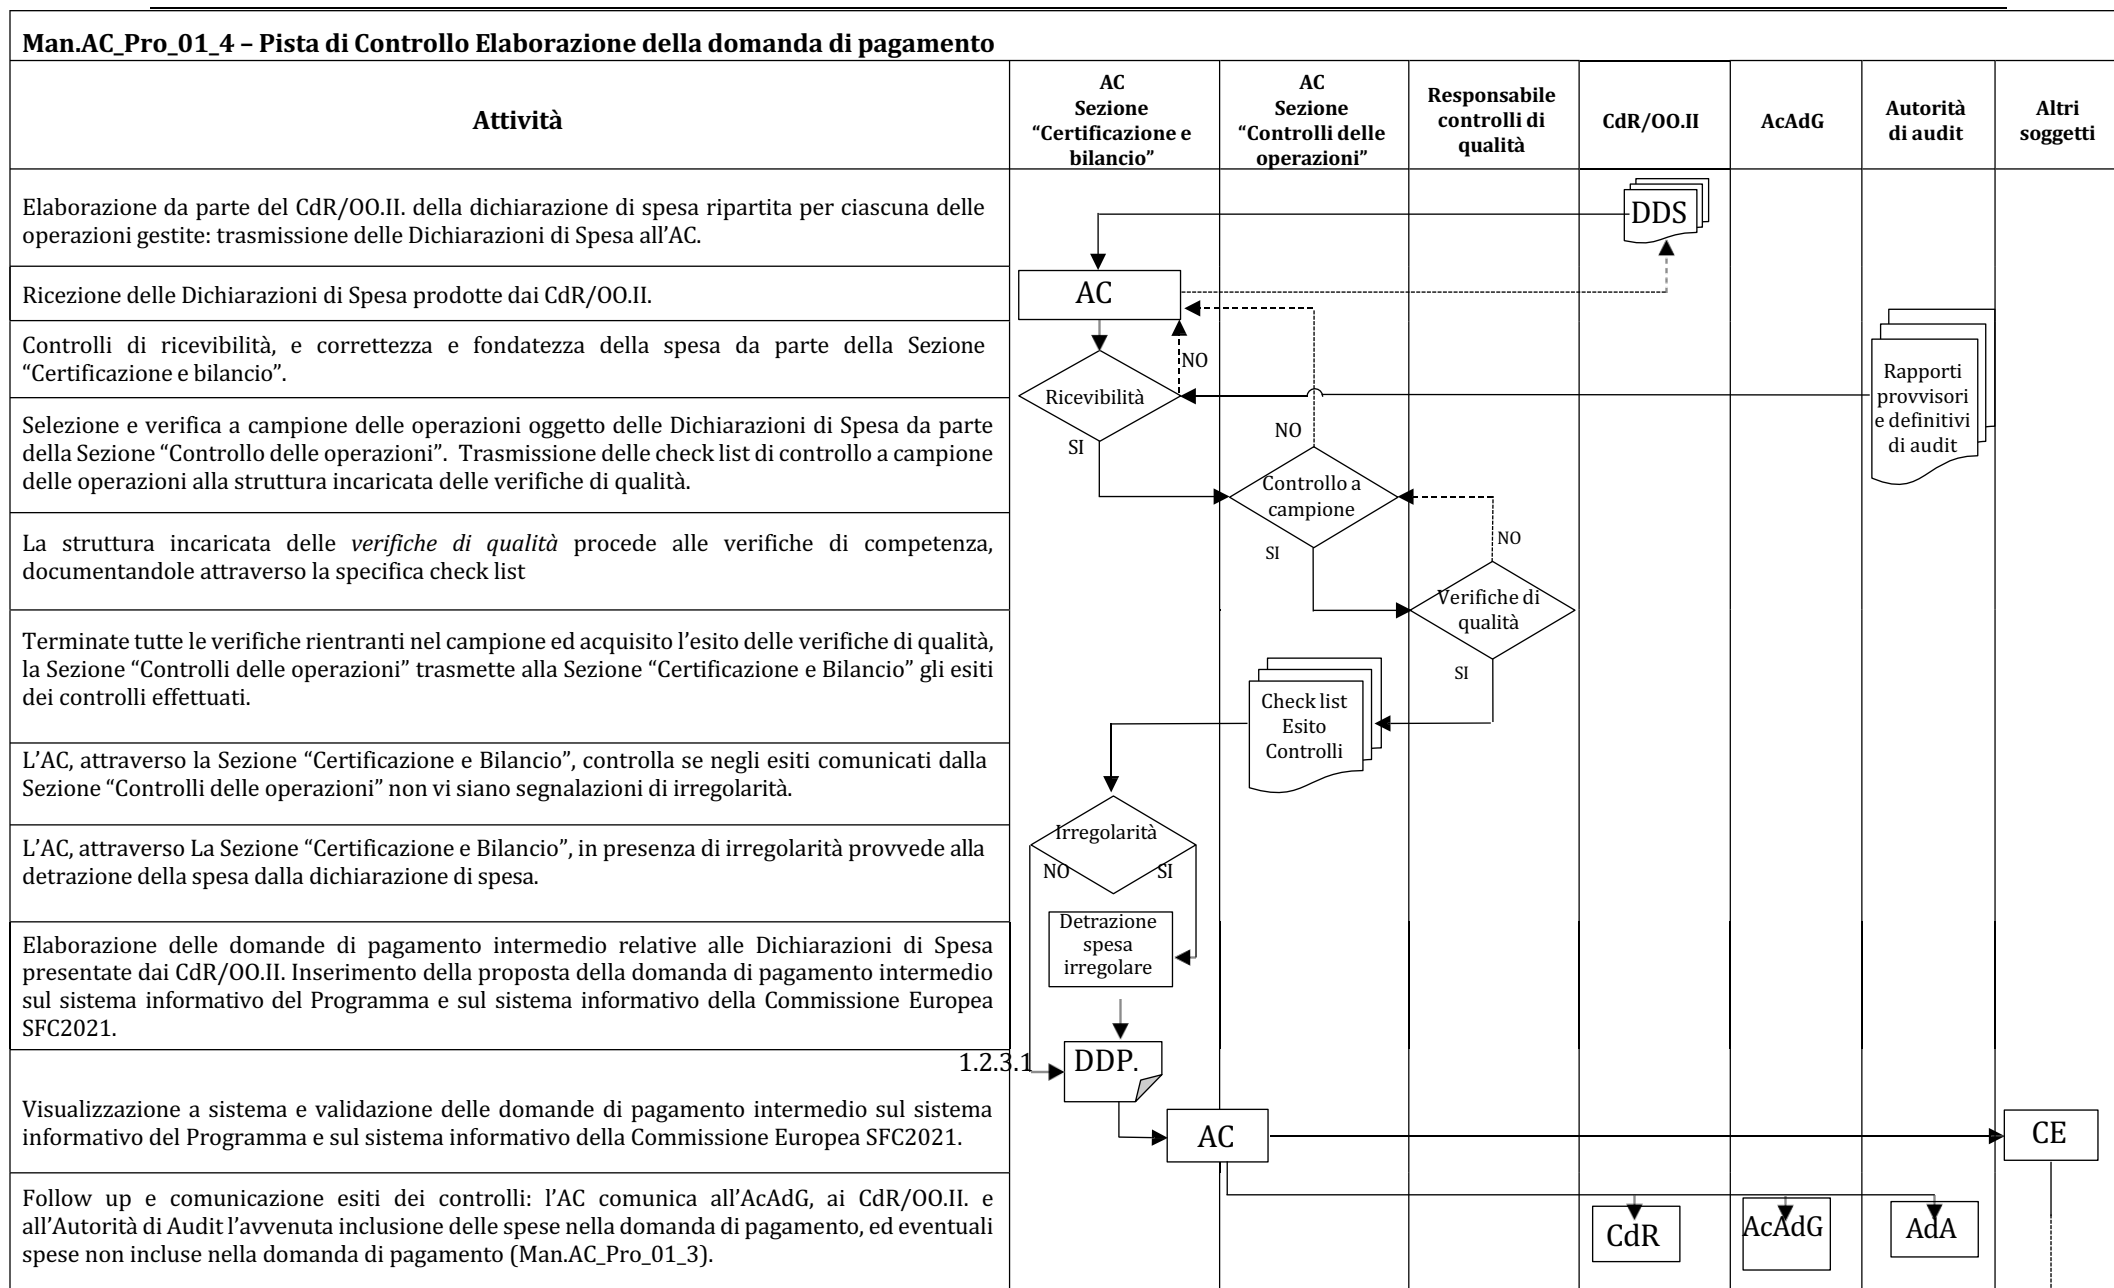 Man.AC_Pro_01_4 – Pista di Controllo Elaborazione della domanda di pagamento
Attività
AC
Sezione
“Certificazione e
bilancio”
AC
Sezione
“Controlli delle
operazioni”
Responsabile
controlli di
qualità
CdR/OO.II
AcAdG
Autorità
di audit
Altri
soggetti
Elaborazione da parte del CdR/OO.II. della dichiarazione di spesa ripartita per ciascuna delle
operazioni gestite: trasmissione delle Dichiarazioni di Spesa all’AC.
DDS
Ricezione delle Dichiarazioni di Spesa prodotte dai CdR/OO.II.
AC
Controlli di ricevibilità, e correttezza e fondatezza della spesa da parte della Sezione
“Certificazione e bilancio”.
NO
Ricevibilità
SI
Rapporti
provvisori
e definitivi
di audit
Selezione e verifica a campione delle operazioni oggetto delle Dichiarazioni di Spesa da parte
della Sezione “Controllo delle operazioni”. Trasmissione delle check list di controllo a campione
delle operazioni alla struttura incaricata delle verifiche di qualità.
NO
Controllo a
campione
SI
La struttura incaricata delle verifiche di qualità procede alle verifiche di competenza,
documentandole attraverso la specifica check list
NO
Verifiche di
qualità
SI
Terminate tutte le verifiche rientranti nel campione ed acquisito l’esito delle verifiche di qualità,
la Sezione “Controlli delle operazioni” trasmette alla Sezione “Certificazione e Bilancio” gli esiti
dei controlli effettuati.
Check list
Esito
Controlli
L’AC, attraverso la Sezione “Certificazione e Bilancio”, controlla se negli esiti comunicati dalla
Sezione “Controlli delle operazioni” non vi siano segnalazioni di irregolarità.
Irregolarità
NO
SI
L’AC, attraverso La Sezione “Certificazione e Bilancio”, in presenza di irregolarità provvede alla
detrazione della spesa dalla dichiarazione di spesa.
Detrazione
spesa
irregolare
Elaborazione delle domande di pagamento intermedio relative alle Dichiarazioni di Spesa
presentate dai CdR/OO.II. Inserimento della proposta della domanda di pagamento intermedio
sul sistema informativo del Programma e sul sistema informativo della Commissione Europea
SFC2021.
1.2.3.1
DDP.
Visualizzazione a sistema e validazione delle domande di pagamento intermedio sul sistema
informativo del Programma e sul sistema informativo della Commissione Europea SFC2021.
AC
CE
Follow up e comunicazione esiti dei controlli: l’AC comunica all’AcAdG, ai CdR/OO.II. e
all’Autorità di Audit l’avvenuta inclusione delle spese nella domanda di pagamento, ed eventuali
spese non incluse nella domanda di pagamento (Man.AC_Pro_01_3).
CdR
AcAdG
AdA